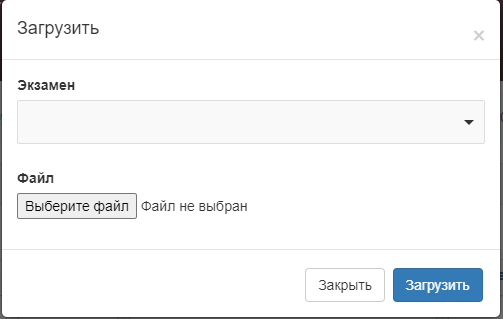 Загрузить
×
Экзамен
Файл
Выберите файл Файл не выбран
Закрыть Загрузить